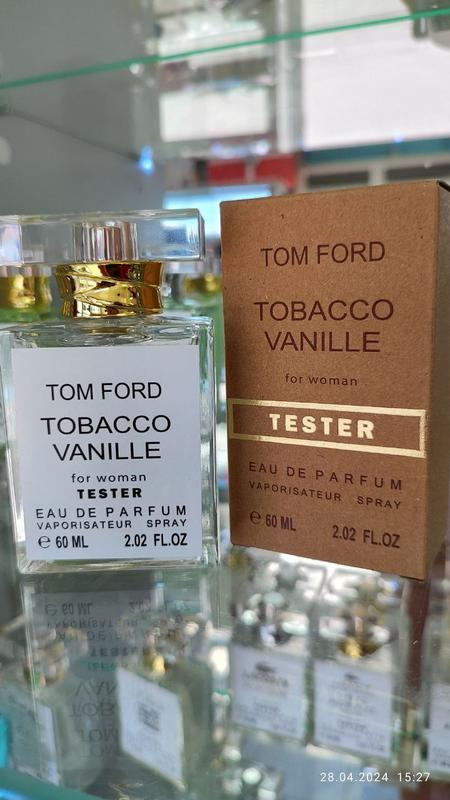 TOM FORD
TOBACCO
VANILLE
for woman
TESTER
EAU DE PARFUM
VAPORISATEUR SPRAY
℮ 60 ML 2.02 FL.OZ
TOM FORD
TOBACCO
VANILLE
for woman
TESTER
EAU DE PARFUM
VAPORISATEUR SPRAY
℮ 60 ML 2.02 FL.OZ
28.04.2024 15:27